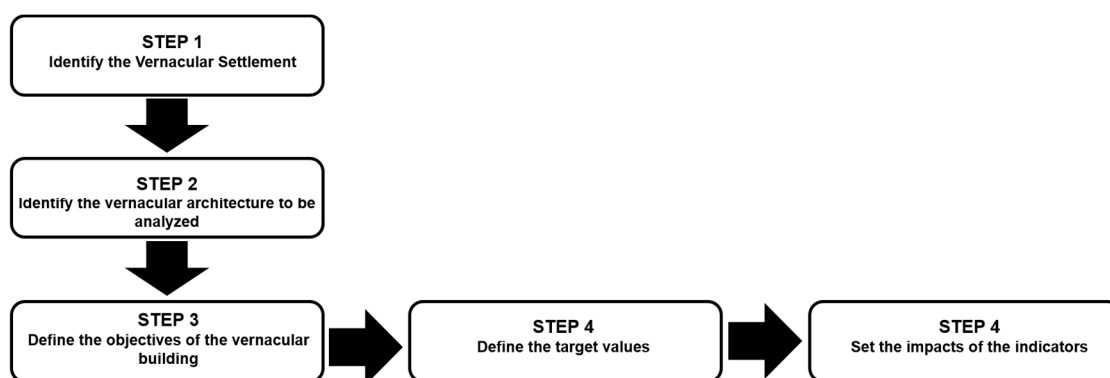 STEP 1
Identify the Vernacular Settlement
STEP 2
Identify the vernacular architecture to be
analyzed
STEP 3
Define the objectives of the vernacular
building
STEP 4
Define the target values
STEP 4
Set the impacts of the indicators